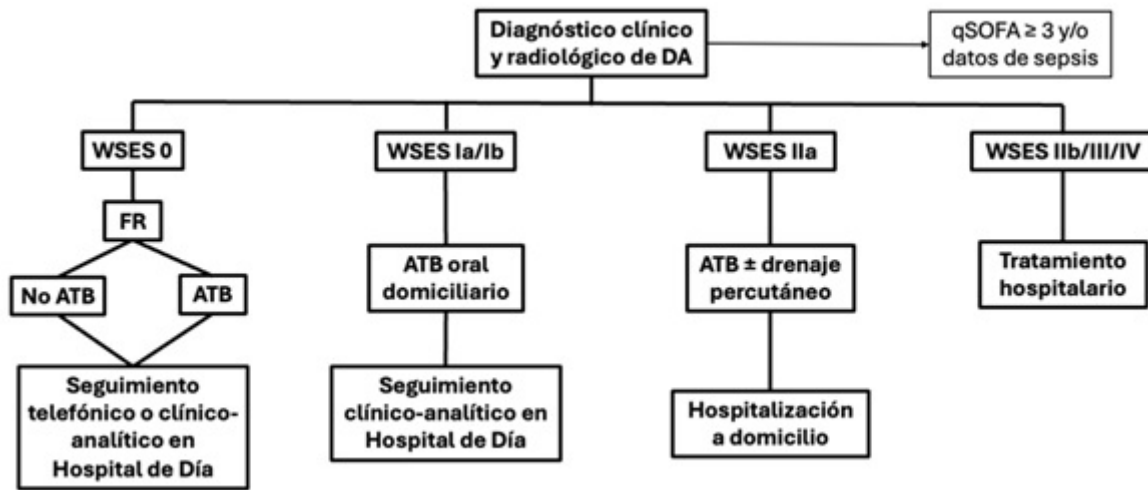 Diagnóstico clínico
y radiológico de DA
qSOFA ≥ 3 y/o
datos de sepsis
WSES 0
WSES Ia/Ib
WSES IIa
WSES IIb/III/IV
FR
No ATB
ATB
ATB oral
domiciliario
ATB ± drenaje
percutáneo
Tratamiento
hospitalario
Seguimiento
telefónico o clínico-
analítico en
Hospital de Día
Seguimiento
clínico-analítico en
Hospital de Día
Hospitalización
a domicilio